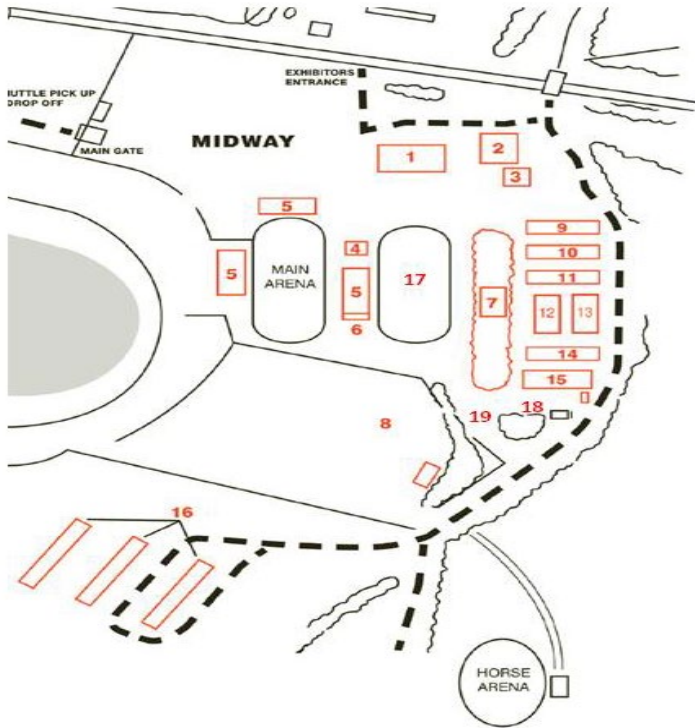 EXHIBITORS
ENTRANCE
HUTTLE PICK UP
DROP OFF
MAIN GATE
MIDWAY
1
2
3
5
9
4
10
5
MAIN
ARENA
5
17
7
11
12
13
6
14
15
8
19
18
16
HORSE
ARENA